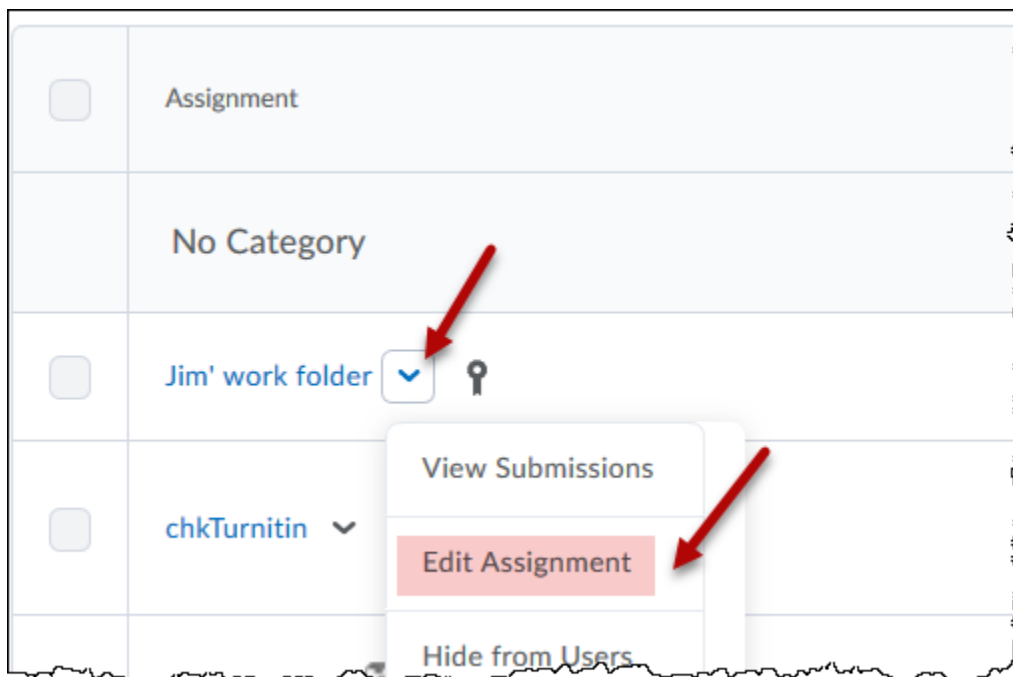 Assignment
No Category
Jim' work folder
View Submissions
Edit Assignment
chkTurnitin
Hide from Users